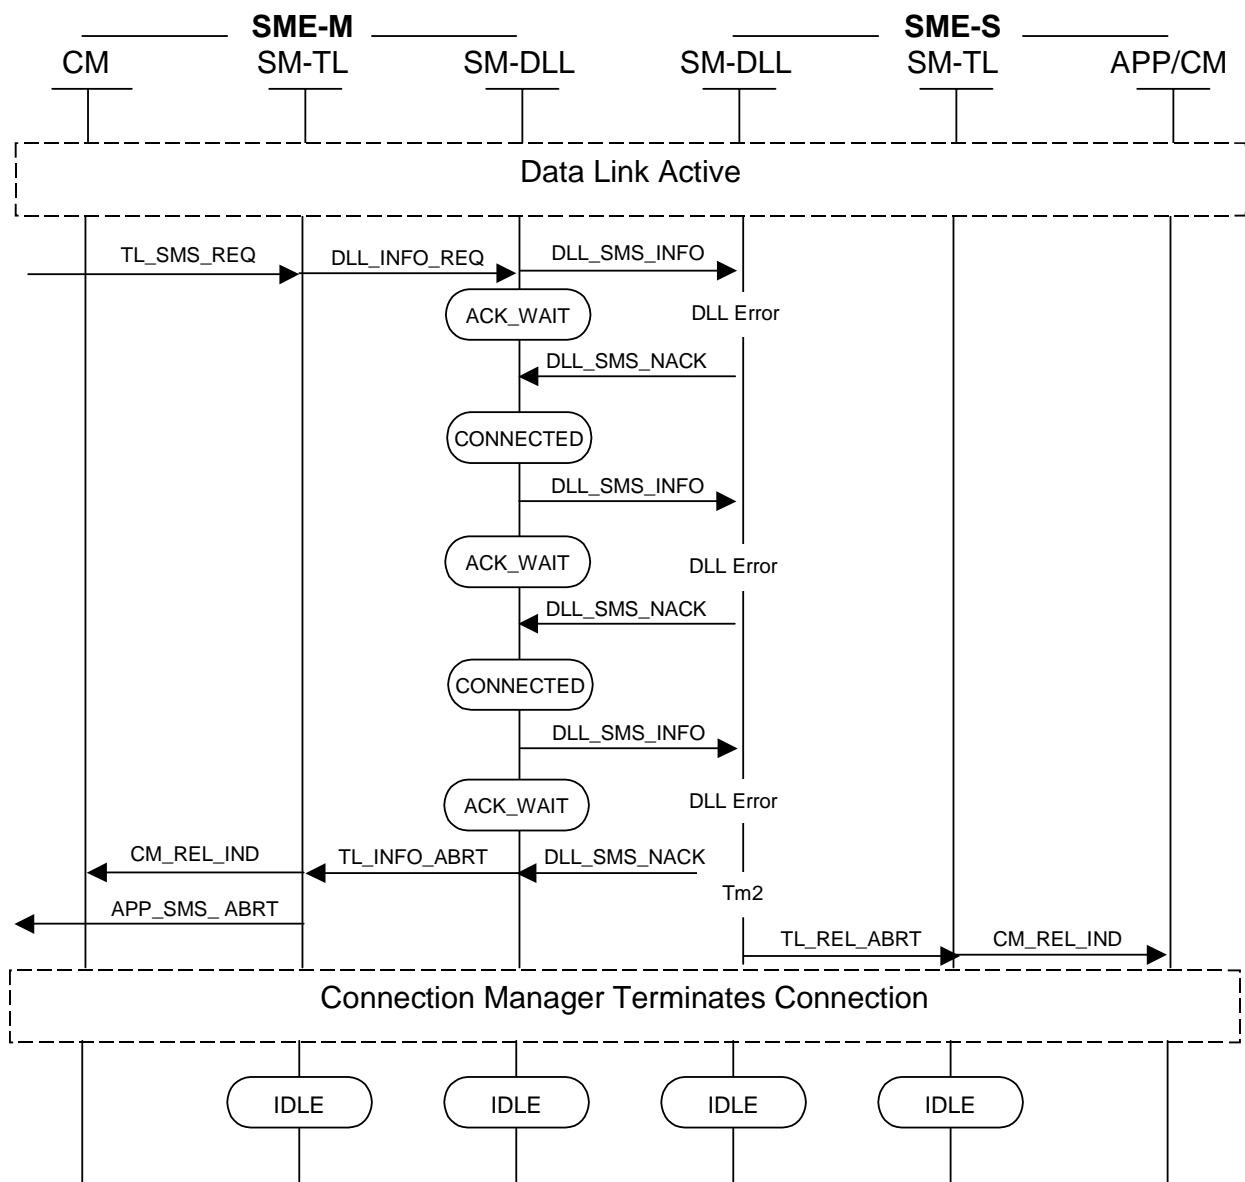 SME-M SME-S
CM SM-TL SM-DLL SM-DLL SM-TL APP/CM
Data Link Active
TL_SMS_REQ DLL_INFO_REQ DLL_SMS_INFO
ACK_WAIT DLL Error
DLL_SMS_NACK
CONNECTED
DLL_SMS_INFO
ACK_WAIT DLL Error
DLL_SMS_NACK
CONNECTED
DLL_SMS_INFO
ACK_WAIT DLL Error
CM_REL_IND TL_INFO_ABRT DLL_SMS_NACK
Tm2
APP_SMS_ ABRT
TL_REL_ABRT CM_REL_IND
Connection Manager Terminates Connection
IDLE IDLE IDLE IDLE